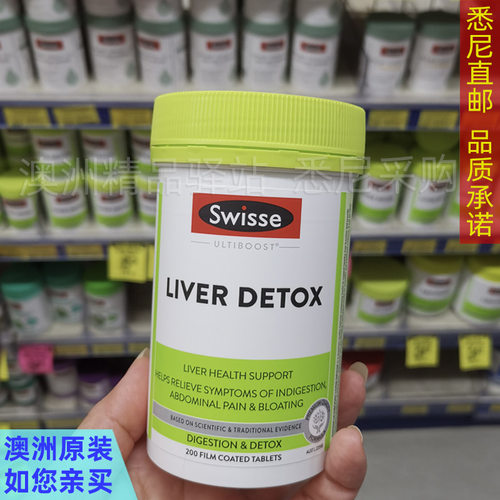 悉尼直邮 品质承诺
澳洲精品驿站 悉尼采购
Swisse
ULTIBOOST®
LIVER DETOX
LIVER HEALTH SUPPORT
HELPS RELIEVE SYMPTOMS OF INDIGESTION,
ABDOMINAL PAIN & BLOATING
BASED ON SCIENTIFIC & TRADITIONAL EVIDENCE
DIGESTION & DETOX
200 FILM COATED TABLETS
澳洲原装
如您亲买